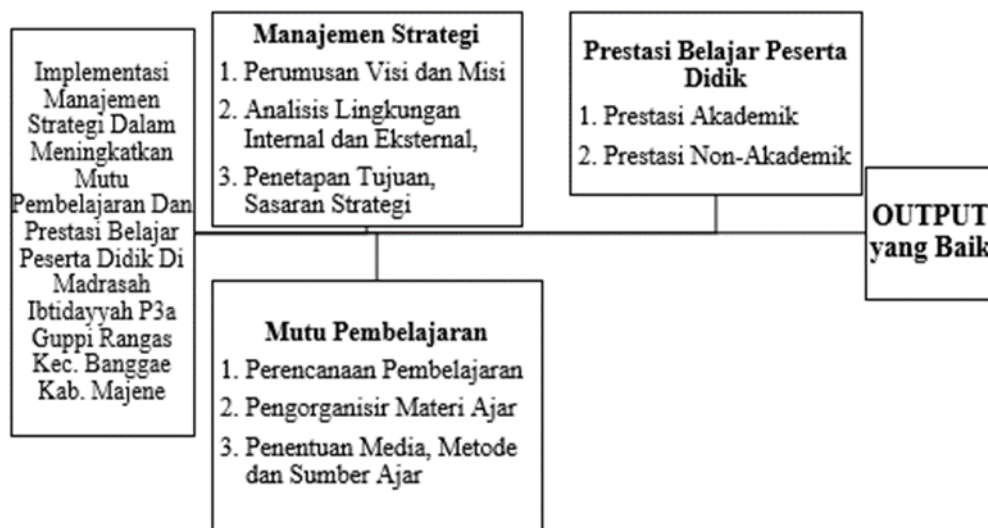 Implementasi
Manajemen
Strategi Dalam
Meningkatkan
Mutu
Pembelajaran Dan
Prestasi Belajar
Peserta Didik Di
Madrasah
Ibtidayyah P3a
Guppi Rangas
Kec. Banggae
Kab. Majene
Manajemen Strategi
1. Perumusan Visi dan Misi
2. Analisis Lingkungan
Internal dan Eksternal,
3. Penetapan Tujuan,
Sasaran Strategi
Mutu Pembelajaran
1. Perencanaan Pembelajaran
2. Pengorganisir Materi Ajar
3. Penentuan Media, Metode
dan Sumber Ajar
Prestasi Belajar Peserta
Didik
1. Prestasi Akademik
2. Prestasi Non-Akademik
OUTPUT
yang Baik